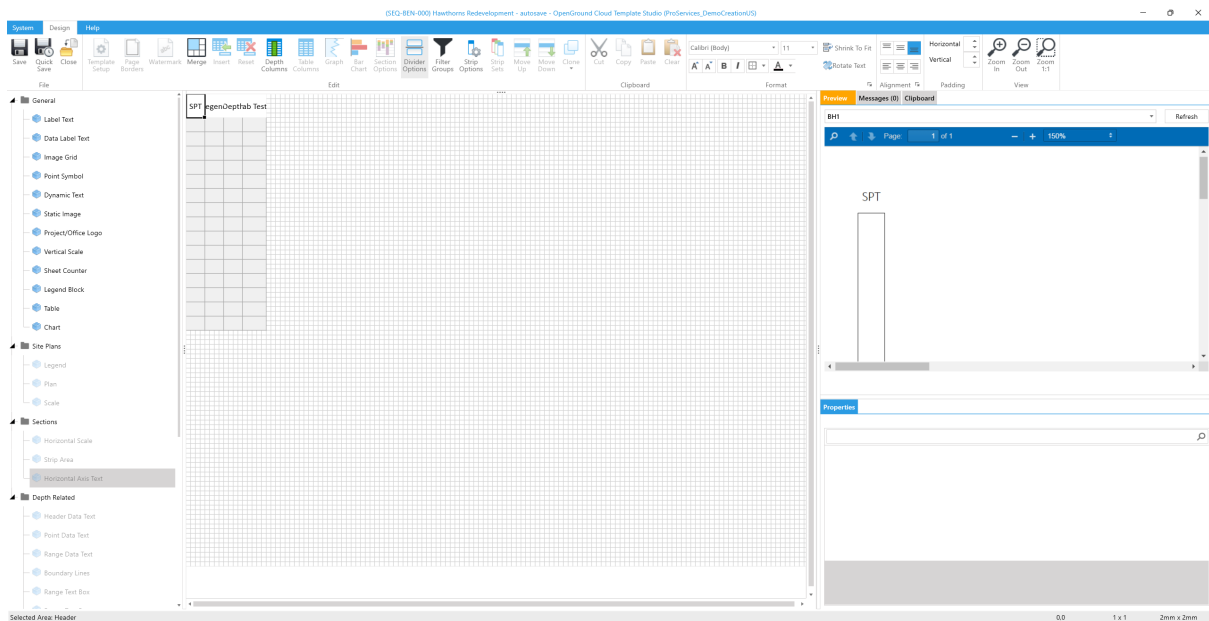 (SEQ-BEN-000) Hawthorns Redevelopment - autosave - OpenGround Cloud Template Studio (ProServices_DemoCreationUS)
System Design Help
Save Quick Save Close Template Setup Page Borders Watermark Merge Insert Reset Depth Columns Table Columns Graph Bar Chart Section Options Divider Options Filter Groups Strip Options Strip Sets Move Up Move Down Clone Cut Copy Paste Clear
Calibri (Body) 11
Shrink To Fit
Rotate Text
Horizontal
Vertical
Zoom In Zoom Out Zoom 1:1
File Edit Clipboard Format Alignment Padding View
General
Label Text
Data Label Text
Image Grid
Point Symbol
Dynamic Text
Static Image
Project/Office Logo
Vertical Scale
Sheet Counter
Legend Block
Table
Chart
Site Plans
Legend
Plan
Scale
Sections
Horizontal Scale
Strip Area
Horizontal Axis Text
Depth Related
Header Data Text
Point Data Text
Range Data Text
Boundary Lines
Range Text Box
SPT egenDepthab Test
Preview Messages (0) Clipboard
BH1 Refresh
Page: 1 of 1 150%
SPT
Properties
Selected Area: Header
0.0 1 x 1 2mm x 2mm